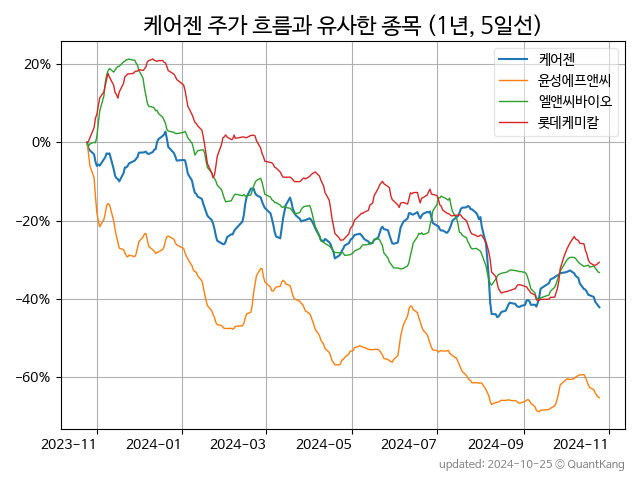 케어젠 주가 흐름과 유사한 종목 (1년, 5일선)
케어젠
윤성에프앤씨
엘앤씨바이오
롯데케미칼
20%
0%
−20%
−40%
−60%
2023-11 2024-01 2024-03 2024-05 2024-07 2024-09 2024-11
updated: 2024-10-25 © QuantKang